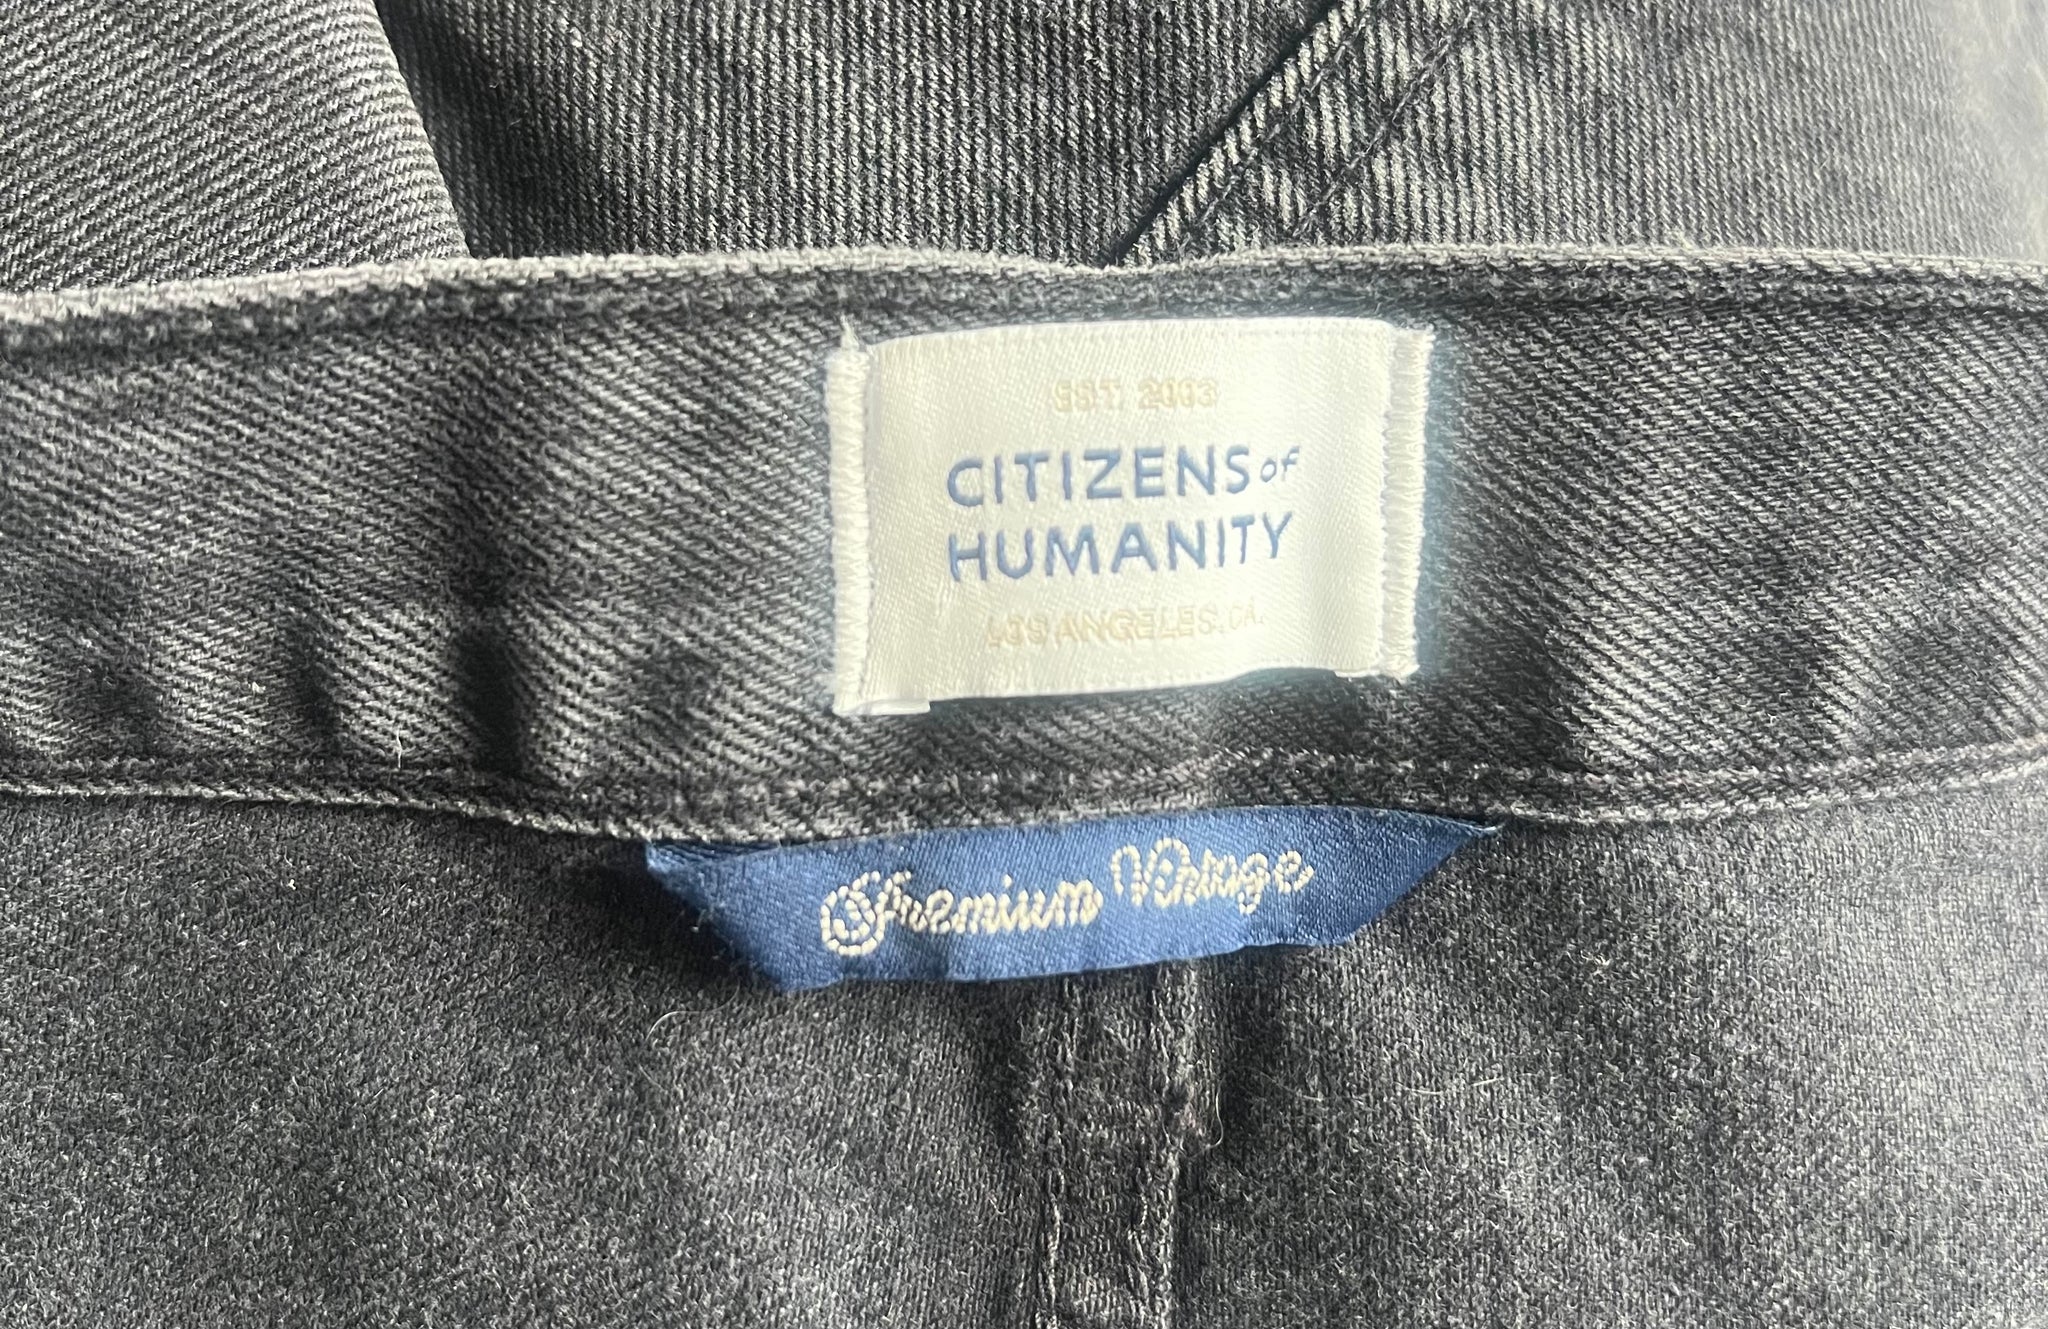 EST. 2003
CITIZENS of
HUMANITY
LOS ANGELES, CA.
Premium Vintage